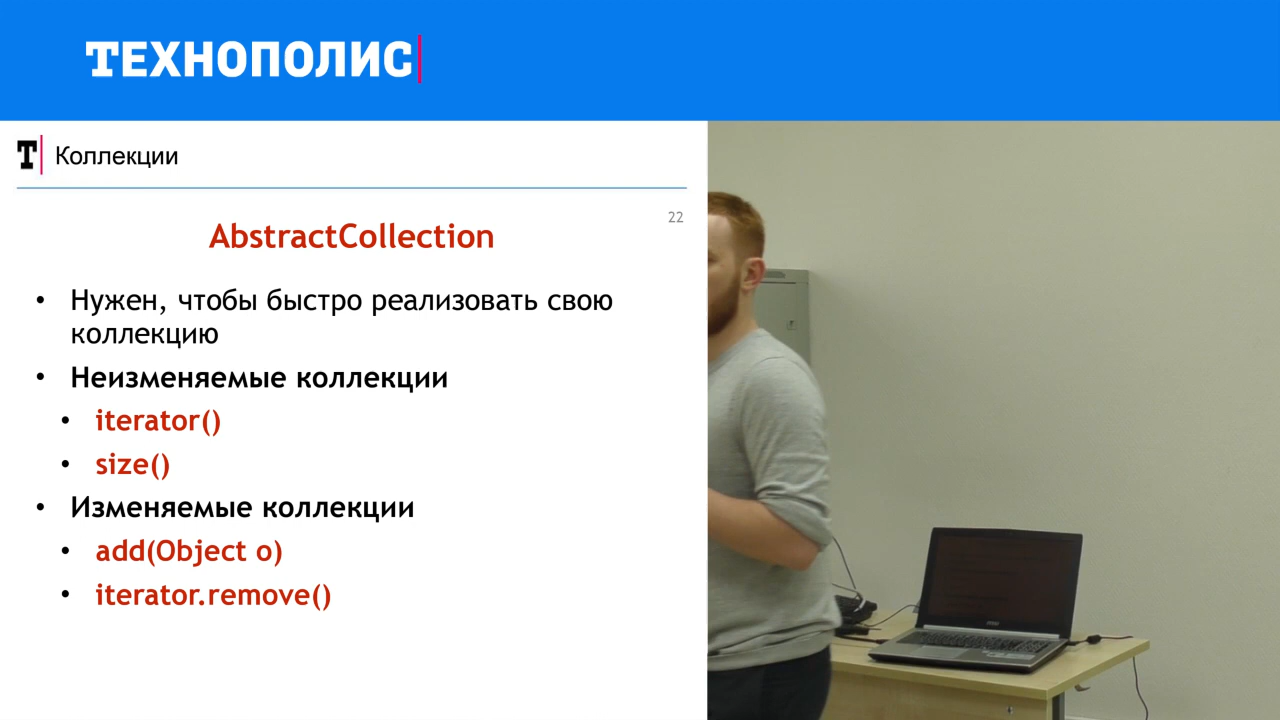 ТЕХНОПОЛИС
Т Коллекции
22
AbstractCollection
• Нужен, чтобы быстро реализовать свою
коллекцию
• Неизменяемые коллекции
• iterator()
• size()
• Изменяемые коллекции
• add(Object o)
• iterator.remove()